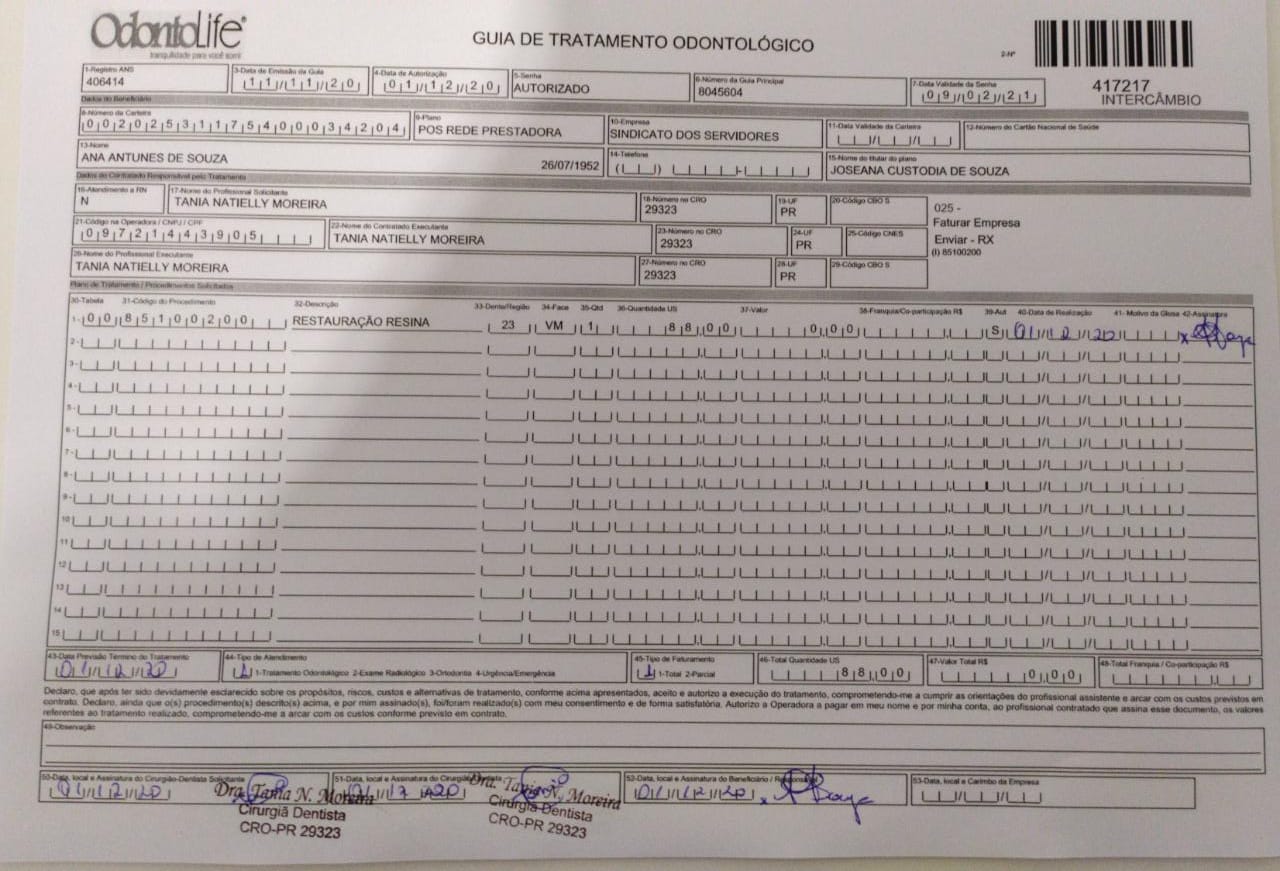 OdontoLife®
tranquilidade para você sorrir
GUIA DE TRATAMENTO ODONTOLÓGICO
2-Nº
417217
INTERCÂMBIO
1-Registro ANS
406414
3-Data de Emissão da Guia
11/11/20
4-Data de Autorização
01/12/20
5-Senha
AUTORIZADO
6-Número da Guia Principal
8045604
7-Data Validade da Senha
09/02/21
Dados do Beneficiário
8-Número da Carteira
00202531175400034204
9-Plano
POS REDE PRESTADORA
10-Empresa
SINDICATO DOS SERVIDORES
11-Data Validade da Carteira
12-Número do Cartão Nacional de Saúde
13-Nome
ANA ANTUNES DE SOUZA 26/07/1952
14-Telefone
15-Nome do titular do plano
JOSEANA CUSTODIA DE SOUZA
Dados do Contratado Responsável pelo Tratamento
16-Atendimento a RN
N
17-Nome do Profissional Solicitante
TANIA NATIELLY MOREIRA
18-Número no CRO
29323
19-UF
PR
20-Código CBO S
025 -
Faturar Empresa
Enviar - RX
(I) 85100200
21-Código na Operadora / CNPJ / CPF
09721443905
22-Nome do Contratado Executante
TANIA NATIELLY MOREIRA
23-Número no CRO
29323
24-UF
PR
25-Código CNES
26-Nome do Profissional Executante
TANIA NATIELLY MOREIRA
27-Número no CRO
29323
28-UF
PR
29-Código CBO S
Plano de Tratamento / Procedimentos Solicitados
30-Tabela 31-Código do Procedimento 32-Descrição 33-Dente/Região 34-Face 35-Qtd 36-Quantidade US 37-Valor 38-Franquia/Co-participação R$ 39-Aut 40-Data de Realização 41- Motivo da Glosa 42-Assinatura
1- 00 85100200 RESTAURAÇÃO RESINA 23 VM 1 88,00 0,00 S 01/12/20 x
2-
3-
4-
5-
6-
7-
8-
9-
10
11
12
13
14
15
43-Data Previsão Término do Tratamento
01/12/20
44-Tipo de Atendimento
1 1-Tratamento Odontológico 2-Exame Radiológico 3-Ortodontia 4-Urgência/Emergência
45-Tipo de Faturamento
1 1-Total 2-Parcial
46-Total Quantidade US
88,00
47-Valor Total R$
0,00
48-Total Franquia / Co-participação R$
Declaro, que após ter sido devidamente esclarecido sobre os propósitos, riscos, custos e alternativas de tratamento, conforme acima apresentados, aceito e autorizo a execução do tratamento, comprometendo-me a cumprir as orientações do profissional assistente e arcar com os custos previstos em
contrato. Declaro, ainda que o(s) procedimento(s) descrito(s) acima, e por mim assinado(s), foi/foram realizado(s) com meu consentimento e de forma satisfatória. Autorizo a Operadora a pagar em meu nome e por minha conta, ao profissional contratado que assina esse documento, os valores
referentes ao tratamento realizado, comprometendo-me a arcar com os custos conforme previsto em contrato.
49-Observação
50-Data, local e Assinatura do Cirurgião-Dentista Solicitante
01/12/20
Dra. Tania N. Moreira
Cirurgiã Dentista
CRO-PR 29323
51-Data, local e Assinatura do Cirurgião-Dentista
01/12/20
Dra. Tania N. Moreira
Cirurgiã Dentista
CRO-PR 29323
52-Data, local e Assinatura do Beneficiário / Responsável
01/12/20 x
53-Data, local e Carimbo da Empresa